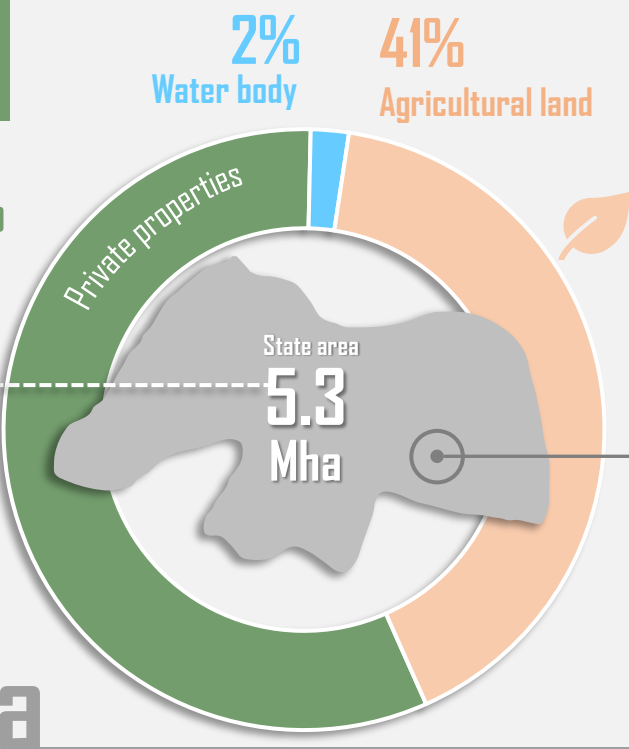 2%
Water body
41%
Agricultural land
Private properties
State area
5.3
Mha
a